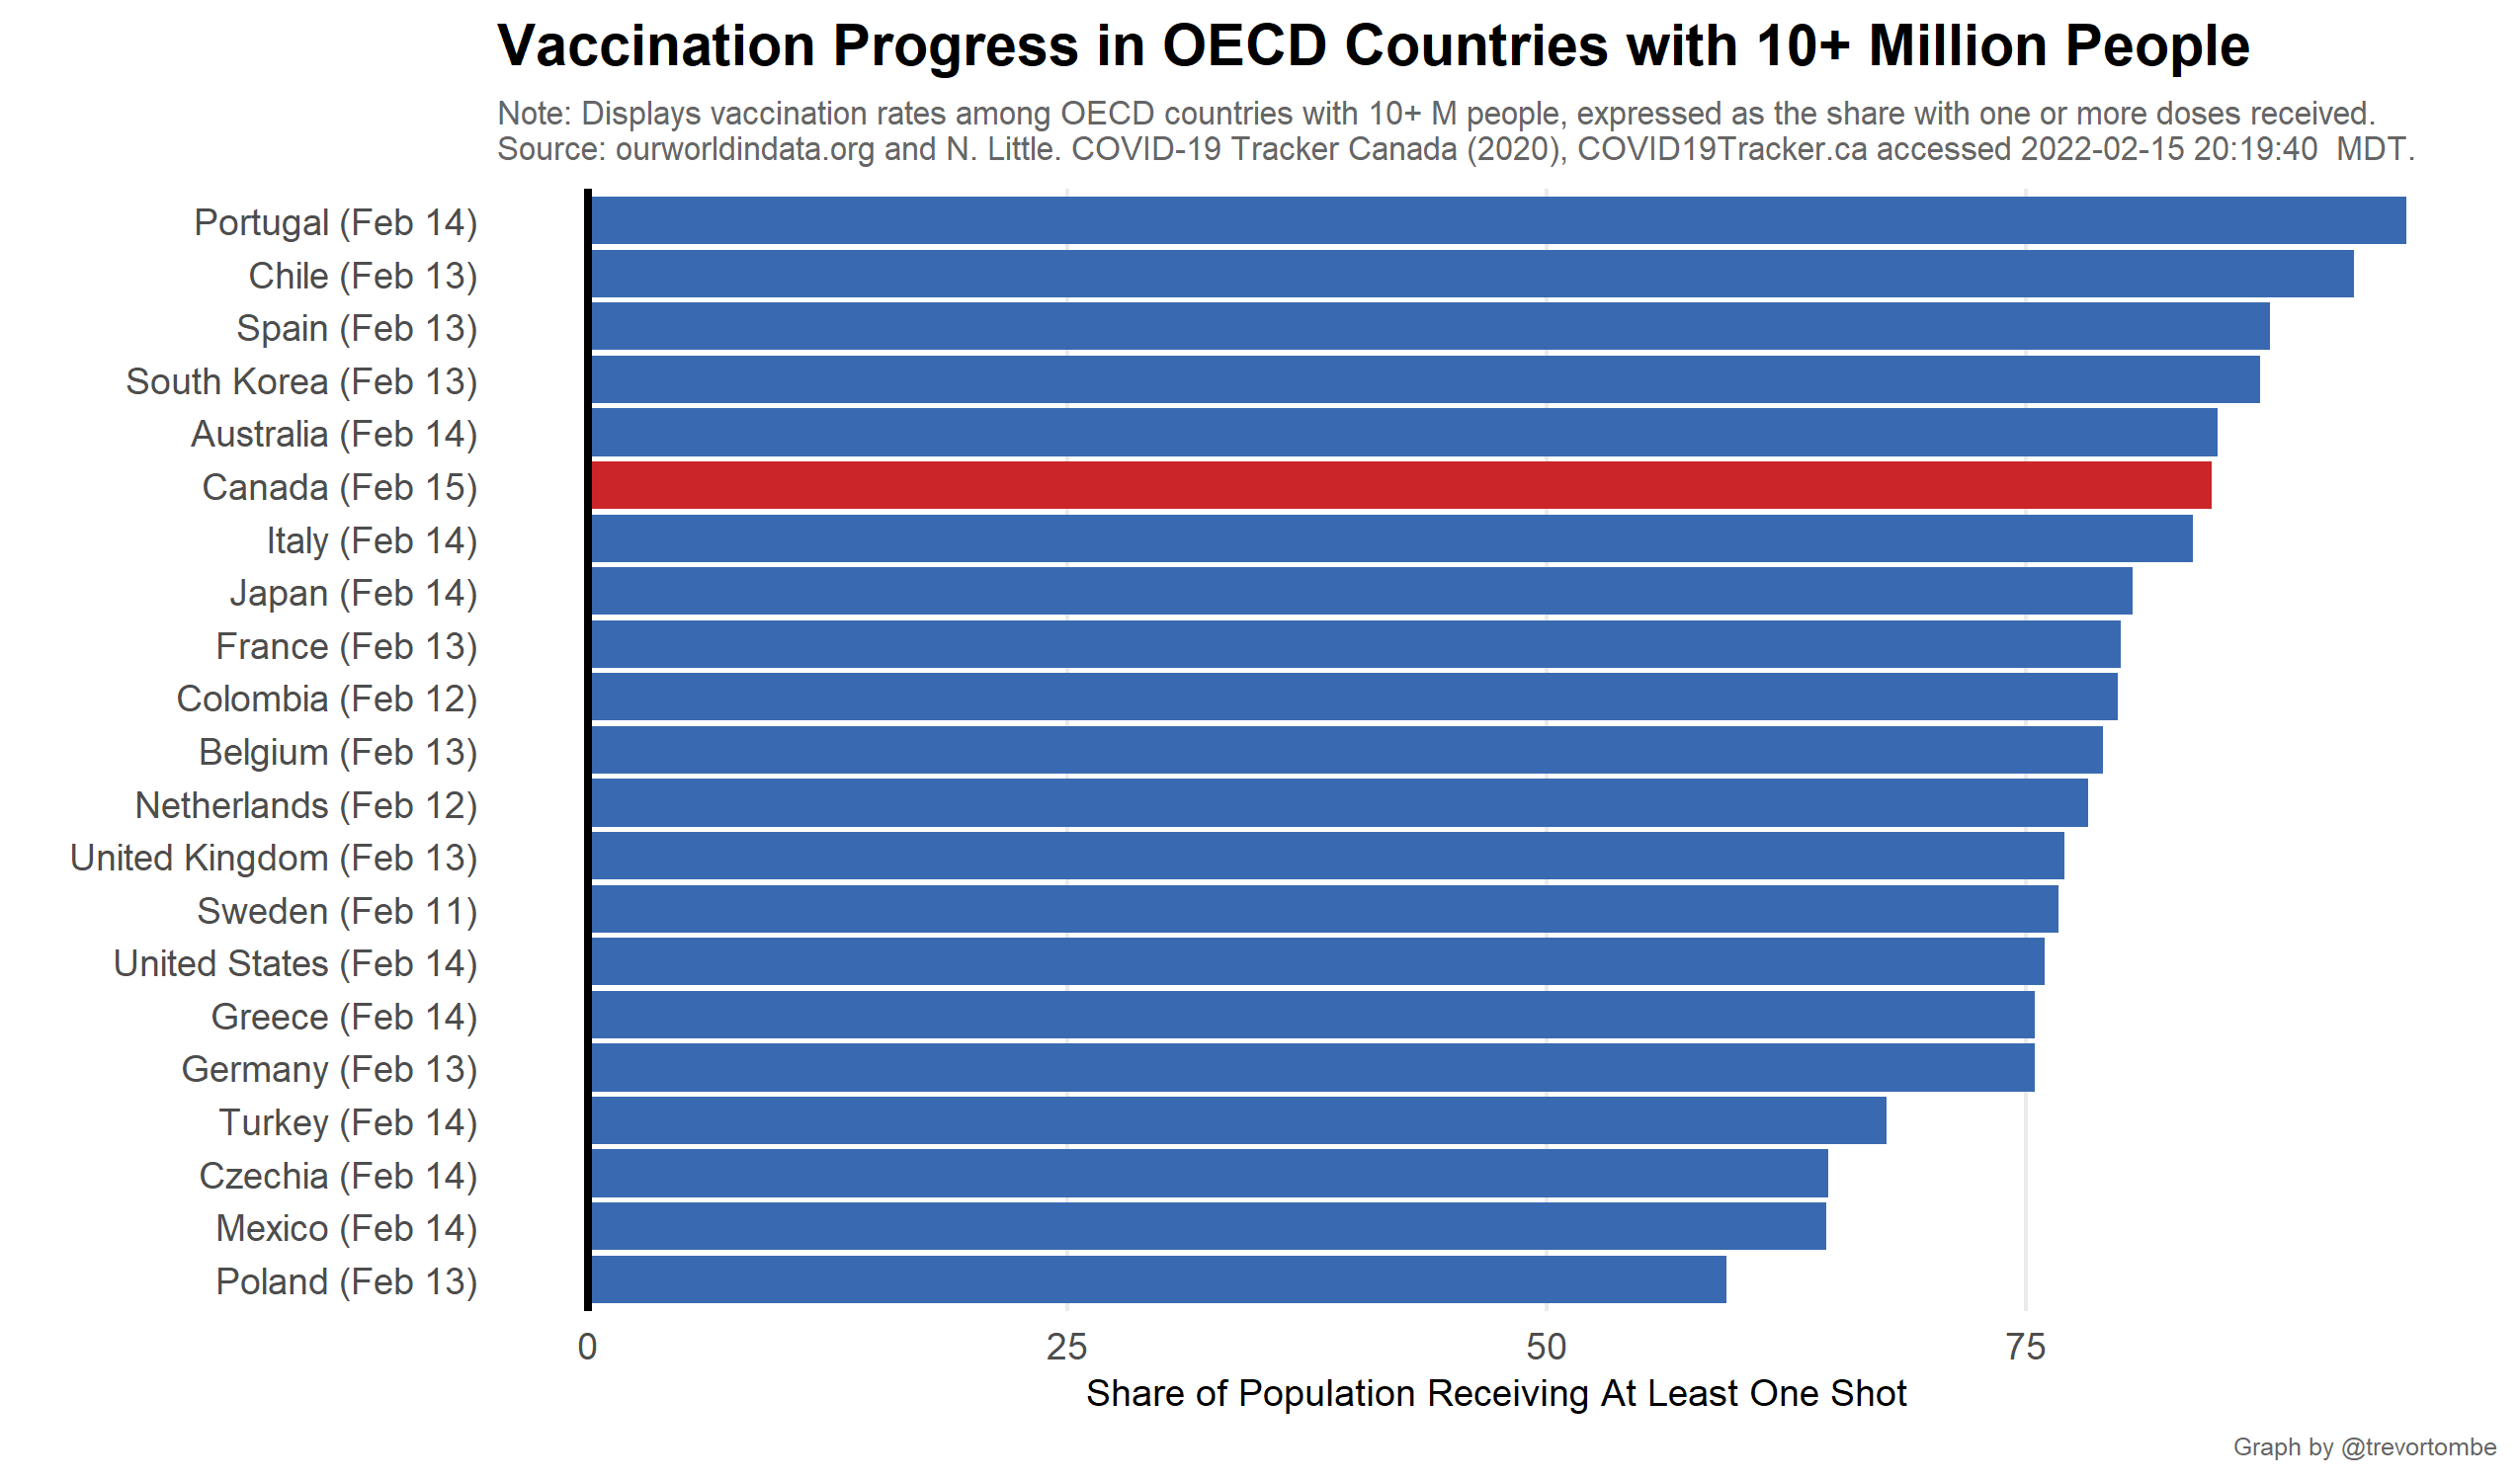 Vaccination Progress in OECD Countries with 10+ Million People
Note: Displays vaccination rates among OECD countries with 10+ M people, expressed as the share with one or more doses received.
Source: ourworldindata.org and N. Little. COVID-19 Tracker Canada (2020), COVID19Tracker.ca accessed 2022-02-15 20:19:40  MDT.
Portugal (Feb 14)
Chile (Feb 13)
Spain (Feb 13)
South Korea (Feb 13)
Australia (Feb 14)
Canada (Feb 15)
Italy (Feb 14)
Japan (Feb 14)
France (Feb 13)
Colombia (Feb 12)
Belgium (Feb 13)
Netherlands (Feb 12)
United Kingdom (Feb 13)
Sweden (Feb 11)
United States (Feb 14)
Greece (Feb 14)
Germany (Feb 13)
Turkey (Feb 14)
Czechia (Feb 14)
Mexico (Feb 14)
Poland (Feb 13)
0 25 50 75
Share of Population Receiving At Least One Shot
Graph by @trevortombe